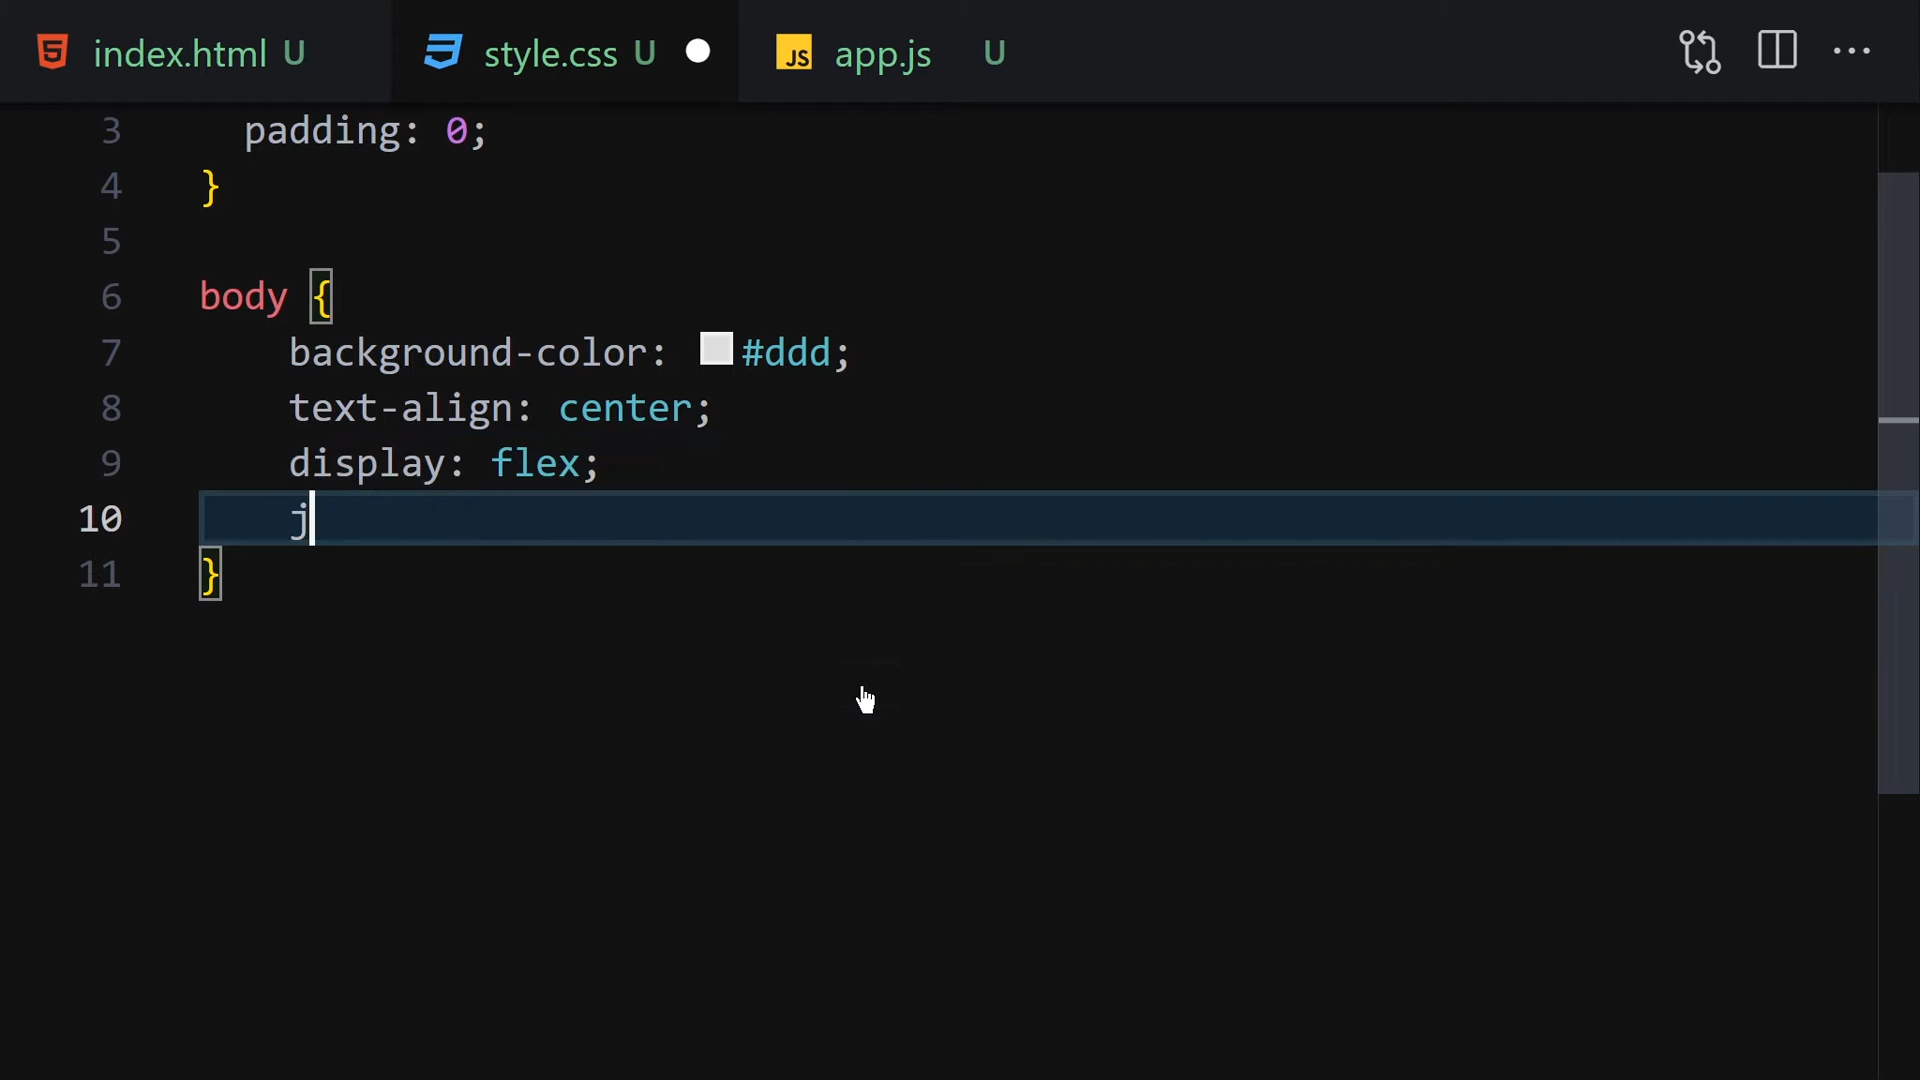 index.html U style.css U JS app.js U
3 padding: 0;
4 }
5
6 body {
7 background-color: #ddd;
8 text-align: center;
9 display: flex;
10 j
11 }